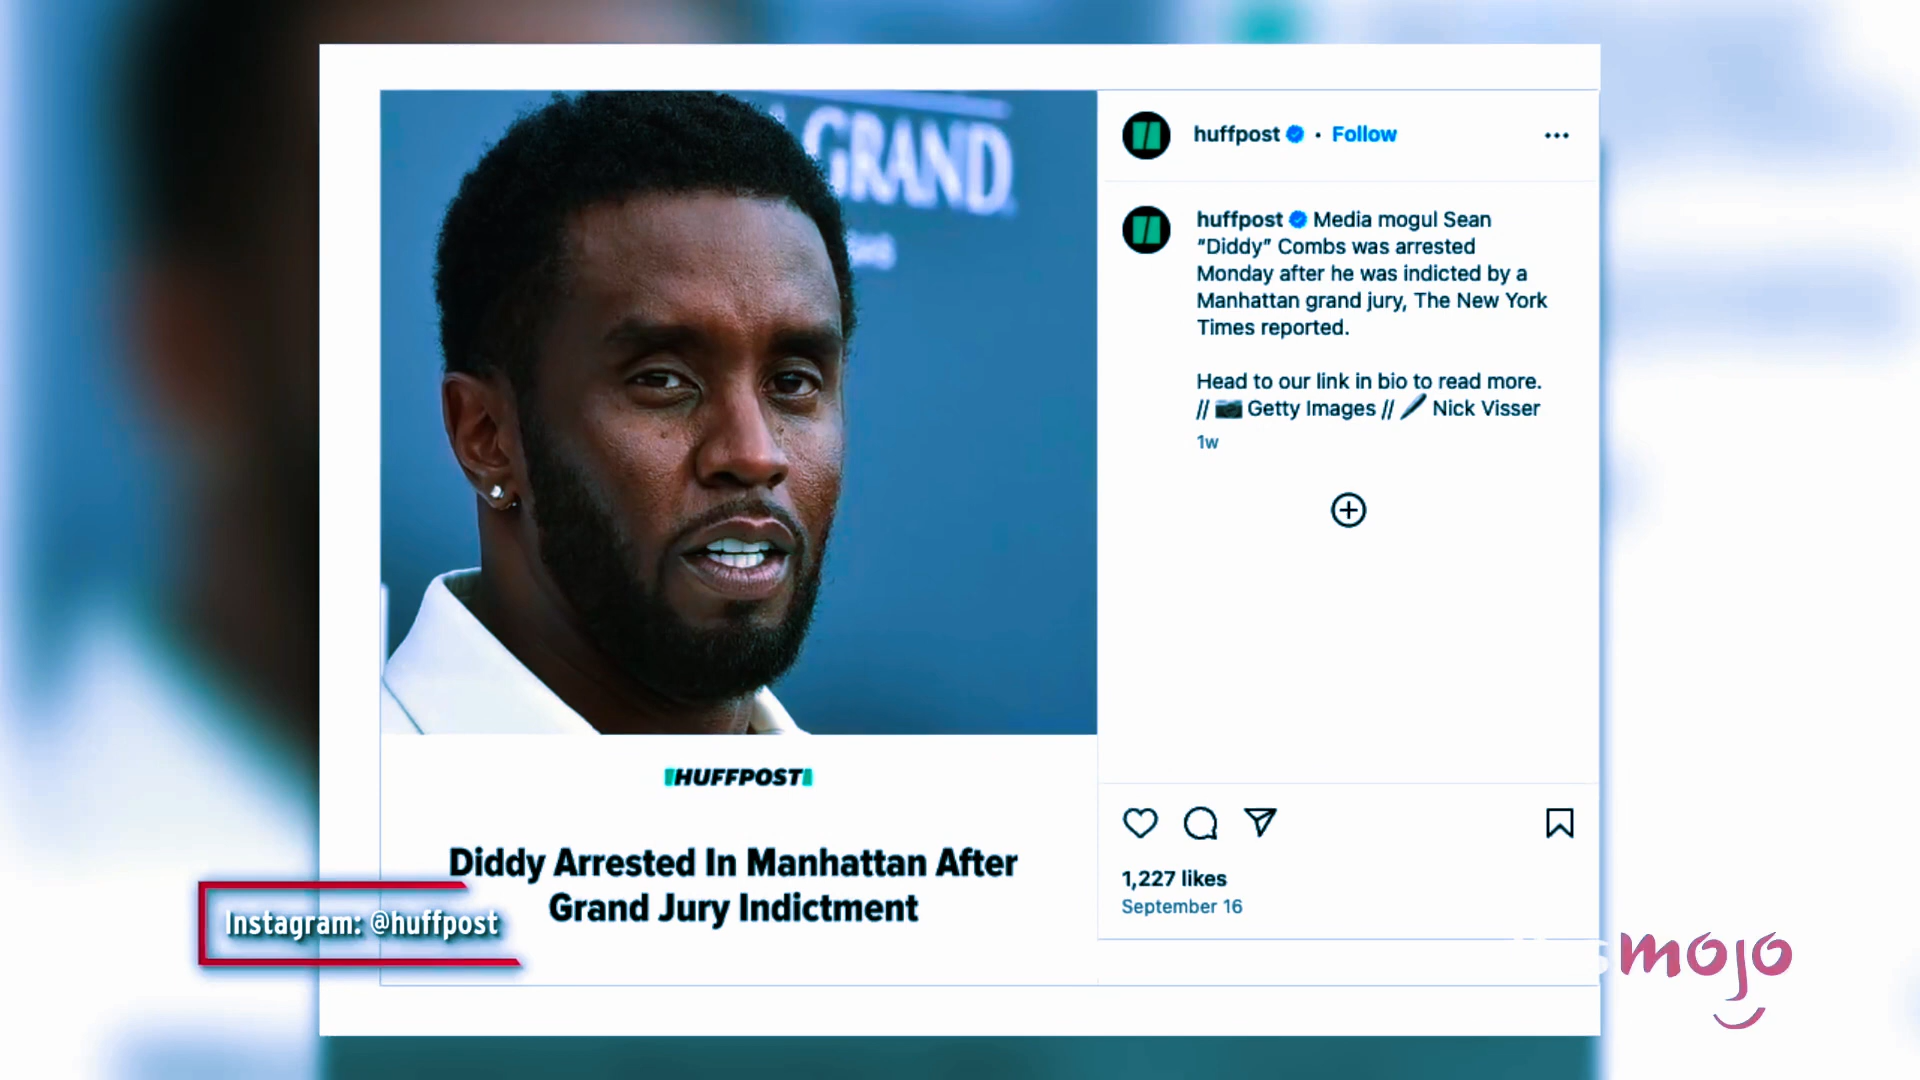 GRAND
huffpost • Follow
huffpost Media mogul Sean
“Diddy” Combs was arrested
Monday after he was indicted by a
Manhattan grand jury, The New York
Times reported.
Head to our link in bio to read more.
// 📷 Getty Images // 🖊 Nick Visser
1w
HUFFPOST
Diddy Arrested In Manhattan After
Grand Jury Indictment
1,227 likes
September 16
Instagram: @huffpost
mojo